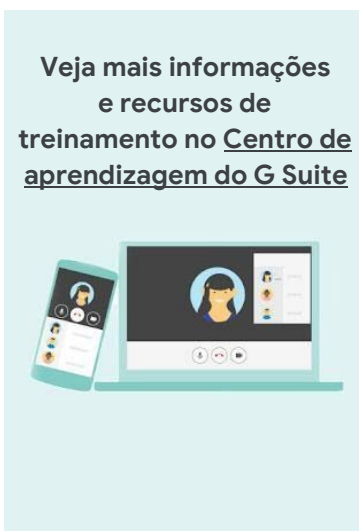 Veja mais informações
e recursos de
treinamento no Centro de
aprendizagem do G Suite